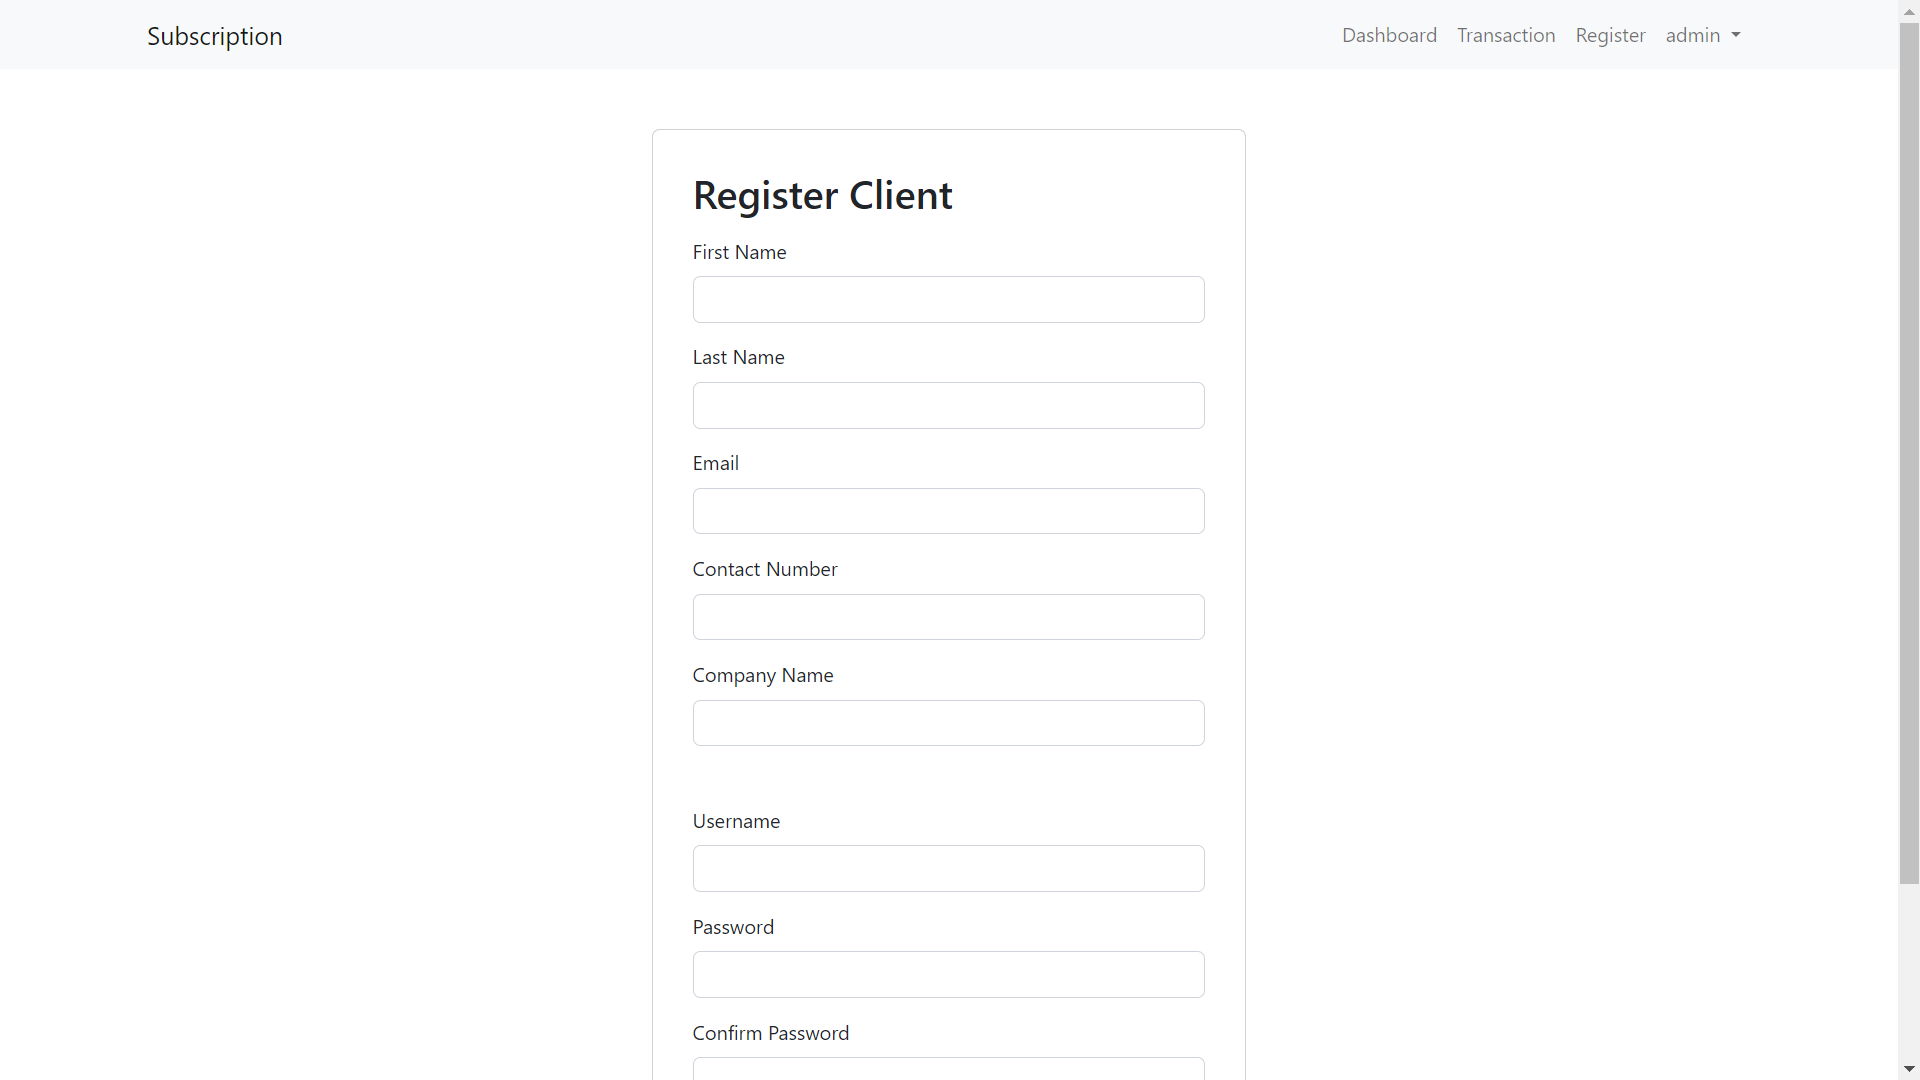 Subscription
Dashboard Transaction Register admin
Register Client
First Name
Last Name
Email
Contact Number
Company Name
Username
Password
Confirm Password